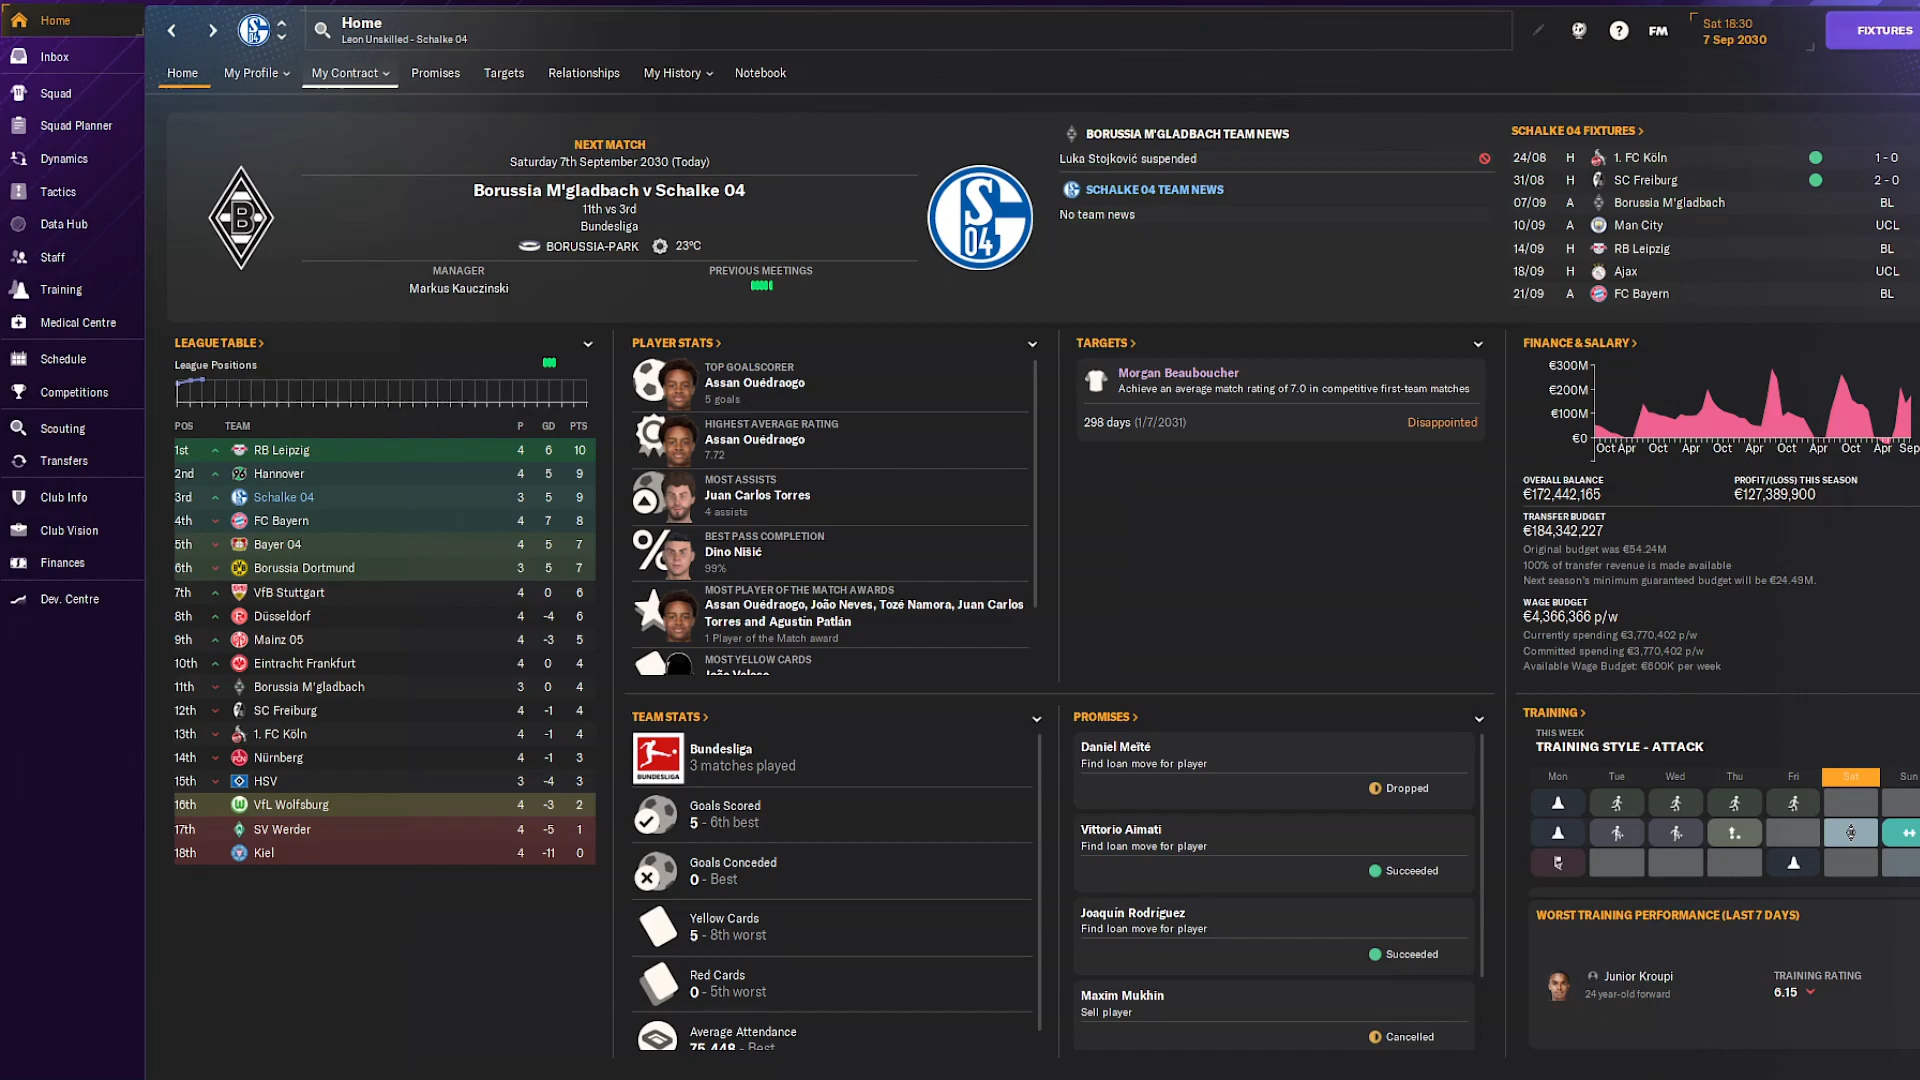 Home
Inbox
Squad
Squad Planner
Dynamics
Tactics
Data Hub
Staff
Training
Medical Centre
Schedule
Competitions
Scouting
Transfers
Club Info
Club Vision
Finances
Dev. Centre
Home
Leon Unskilled - Schalke 04
FM
Sat 18:30
7 Sep 2030
FIXTURES
Home
My Profile
My Contract
Promises
Targets
Relationships
My History
Notebook
NEXT MATCH
Saturday 7th September 2030 (Today)
Borussia M'gladbach v Schalke 04
11th vs 3rd
Bundesliga
BORUSSIA-PARK 23°C
MANAGER
Markus Kauczinski
PREVIOUS MEETINGS
BORUSSIA M'GLADBACH TEAM NEWS
Luka Stojković suspended
SCHALKE 04 TEAM NEWS
No team news
SCHALKE 04 FIXTURES >
24/08 H 1. FC Köln 1 - 0
31/08 H SC Freiburg 2 - 0
07/09 A Borussia M'gladbach BL
10/09 A Man City UCL
14/09 H RB Leipzig BL
18/09 H Ajax UCL
21/09 A FC Bayern BL
LEAGUE TABLE >
League Positions
POS TEAM P GD PTS
1st RB Leipzig 4 6 10
2nd Hannover 4 5 9
3rd Schalke 04 3 5 9
4th FC Bayern 4 7 8
5th Bayer 04 4 5 7
6th Borussia Dortmund 3 5 7
7th VfB Stuttgart 4 0 6
8th Düsseldorf 4 -4 6
9th Mainz 05 4 -3 5
10th Eintracht Frankfurt 4 0 4
11th Borussia M'gladbach 3 0 4
12th SC Freiburg 4 -1 4
13th 1. FC Köln 4 -1 4
14th Nürnberg 4 -1 3
15th HSV 3 -4 3
16th VfL Wolfsburg 4 -3 2
17th SV Werder 4 -5 1
18th Kiel 4 -11 0
PLAYER STATS >
TOP GOALSCORER
Assan Ouédraogo
5 goals
HIGHEST AVERAGE RATING
Assan Ouédraogo
7.72
MOST ASSISTS
Juan Carlos Torres
4 assists
BEST PASS COMPLETION
Dino Nišić
99%
MOST PLAYER OF THE MATCH AWARDS
Assan Ouédraogo, João Neves, Tozé Namora, Juan Carlos
Torres and Agustín Patlán
1 Player of the Match award
MOST YELLOW CARDS
João Veloso
TARGETS >
Morgan Beauboucher
Achieve an average match rating of 7.0 in competitive first-team matches
298 days (1/7/2031) Disappointed
FINANCE & SALARY >
€300M
€200M
€100M
€0
Oct Apr Oct Apr Oct Apr Oct Apr Oct Apr Sep
OVERALL BALANCE
€172,442,165
PROFIT/(LOSS) THIS SEASON
€127,389,900
TRANSFER BUDGET
€184,342,227
Original budget was €54.24M
100% of transfer revenue is made available
Next season's minimum guaranteed budget will be €24.49M.
WAGE BUDGET
€4,366,366 p/w
Currently spending €3,770,402 p/w
Committed spending €3,770,402 p/w
Available Wage Budget: €600K per week
TEAM STATS >
BUNDESLIGA
Bundesliga
3 matches played
Goals Scored
5 - 6th best
Goals Conceded
0 - Best
Yellow Cards
5 - 8th worst
Red Cards
0 - 5th worst
Average Attendance
75,448 - Best
PROMISES >
Daniel Meïté
Find loan move for player
Dropped
Vittorio Aimati
Find loan move for player
Succeeded
Joaquín Rodríguez
Find loan move for player
Succeeded
Maxim Mukhin
Sell player
Cancelled
TRAINING >
THIS WEEK
TRAINING STYLE - ATTACK
Mon Tue Wed Thu Fri Sat Sun
WORST TRAINING PERFORMANCE (LAST 7 DAYS)
Junior Kroupi
24 year-old forward
TRAINING RATING
6.15